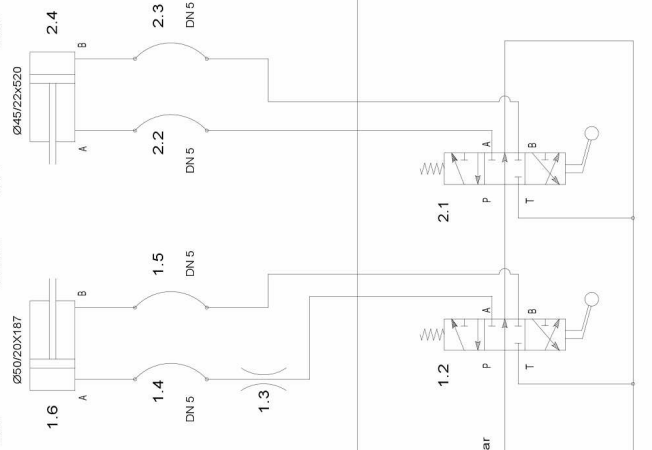 2.4
B
2.3
DN 5
Ø45/22x520
A
2.2
DN 5
A
B
2.1
P
T
1.5
DN 5
B
Ø50/20X187
1.6
A
1.4
DN 5
1.3
A
B
1.2
P
T
ar